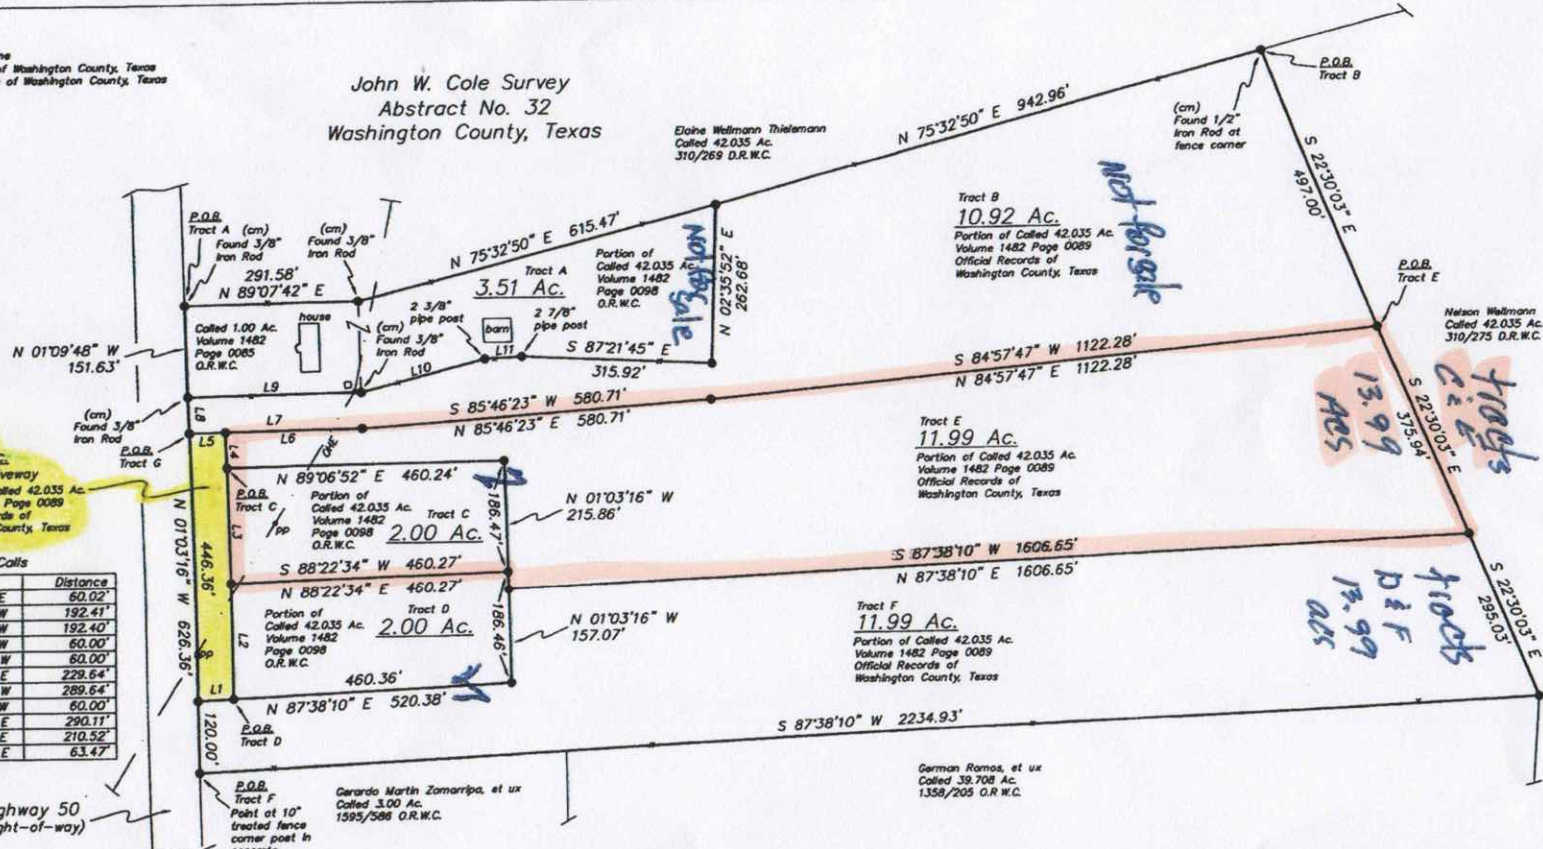 ne
of Washington County, Texas
of Washington County, Texas
John W. Cole Survey
Abstract No. 32
Washington County, Texas
Elaine Wellmann Thielemann
Called 42.035 Ac.
310/269 D.R.W.C.
N 75°32'50" E 942.96'
P.O.B.
Tract B
(cm)
Found 1/2"
Iron Rod at
fence corner
S 22°30'03" E
497.00'
Tract B
10.92 Ac.
Portion of Called 42.035 Ac.
Volume 1482 Page 0089
Official Records of
Washington County, Texas
Not for sale
P.O.B.
Tract A
(cm)
Found 3/8"
Iron Rod
(cm)
Found 3/8"
Iron Rod
291.58'
N 89°07'42" E
N 75°32'50" E 615.47'
Tract A
3.51 Ac.
Portion of
Called 42.035 Ac.
Volume 1482
Page 0098
O.R.W.C.
Not for
sale
N 02°35'52" E
262.68'
P.O.B.
Tract E
Nelson Wellmann
Called 42.035 Ac.
310/275 D.R.W.C.
house
Called 1.00 Ac.
Volume 1482
Page 0085
O.R.W.C.
(cm)
Found 3/8"
Iron Rod
2 3/8"
pipe post
barn
2 7/8"
pipe post
N 01°09'48" W
151.63'
L9
L10
L11
S 87°21'45" E
315.92'
S 84°57'47" W 1122.28'
N 84°57'47" E 1122.28'
(cm)
Found 3/8"
Iron Rod
L8
L7
S 85°46'23" W 580.71'
L5
L6
N 85°46'23" E 580.71'
P.O.B.
Tract G
L4
OHE
N 89°06'52" E 460.24'
Tract E
11.99 Ac.
Portion of Called 42.035 Ac.
Volume 1482 Page 0089
Official Records of
Washington County, Texas
S 22°30'03" E
375.94'
tracts
C & E
13.99
Acs
veway
alled 42.035 Ac.
Page 0089
rds of
County, Texas
P.O.B.
Tract C
PP
L3
Portion of
Called 42.035 Ac.
Volume 1482
Page 0098
O.R.W.C.
Tract C
2.00 Ac.
186.47'
N 01°03'16" W
215.86'
N 01°03'16" W 626.36'
446.36'
S 88°22'34" W 460.27'
N 88°22'34" E 460.27'
S 87°38'10" W 1606.65'
N 87°38'10" E 1606.65'
Calls
Distance
E 60.02'
W 192.41'
W 192.40'
W 60.00'
W 60.00'
E 229.64'
W 289.64'
W 60.00'
E 290.11'
E 210.52'
E 63.47'
PP
L2
Portion of
Called 42.035 Ac.
Volume 1482
Page 0098
O.R.W.C.
Tract D
2.00 Ac.
186.46'
N 01°03'16" W
157.07'
Tract F
11.99 Ac.
Portion of Called 42.035 Ac.
Volume 1482 Page 0089
Official Records of
Washington County, Texas
S 22°30'03" E
295.03'
tracts
D & F
13.99
acs
L1
460.36'
N 87°38'10" E 520.38'
P.O.B.
Tract D
120.00'
S 87°38'10" W 2234.93'
ghway 50
ght-of-way)
P.O.B.
Tract F
Point at 10"
treated fence
corner post in
concrete
Gerardo Martin Zamarripa, et ux
Called 3.00 Ac.
1595/586 O.R.W.C.
German Ramos, et ux
Called 39.708 Ac.
1358/205 O.R.W.C.